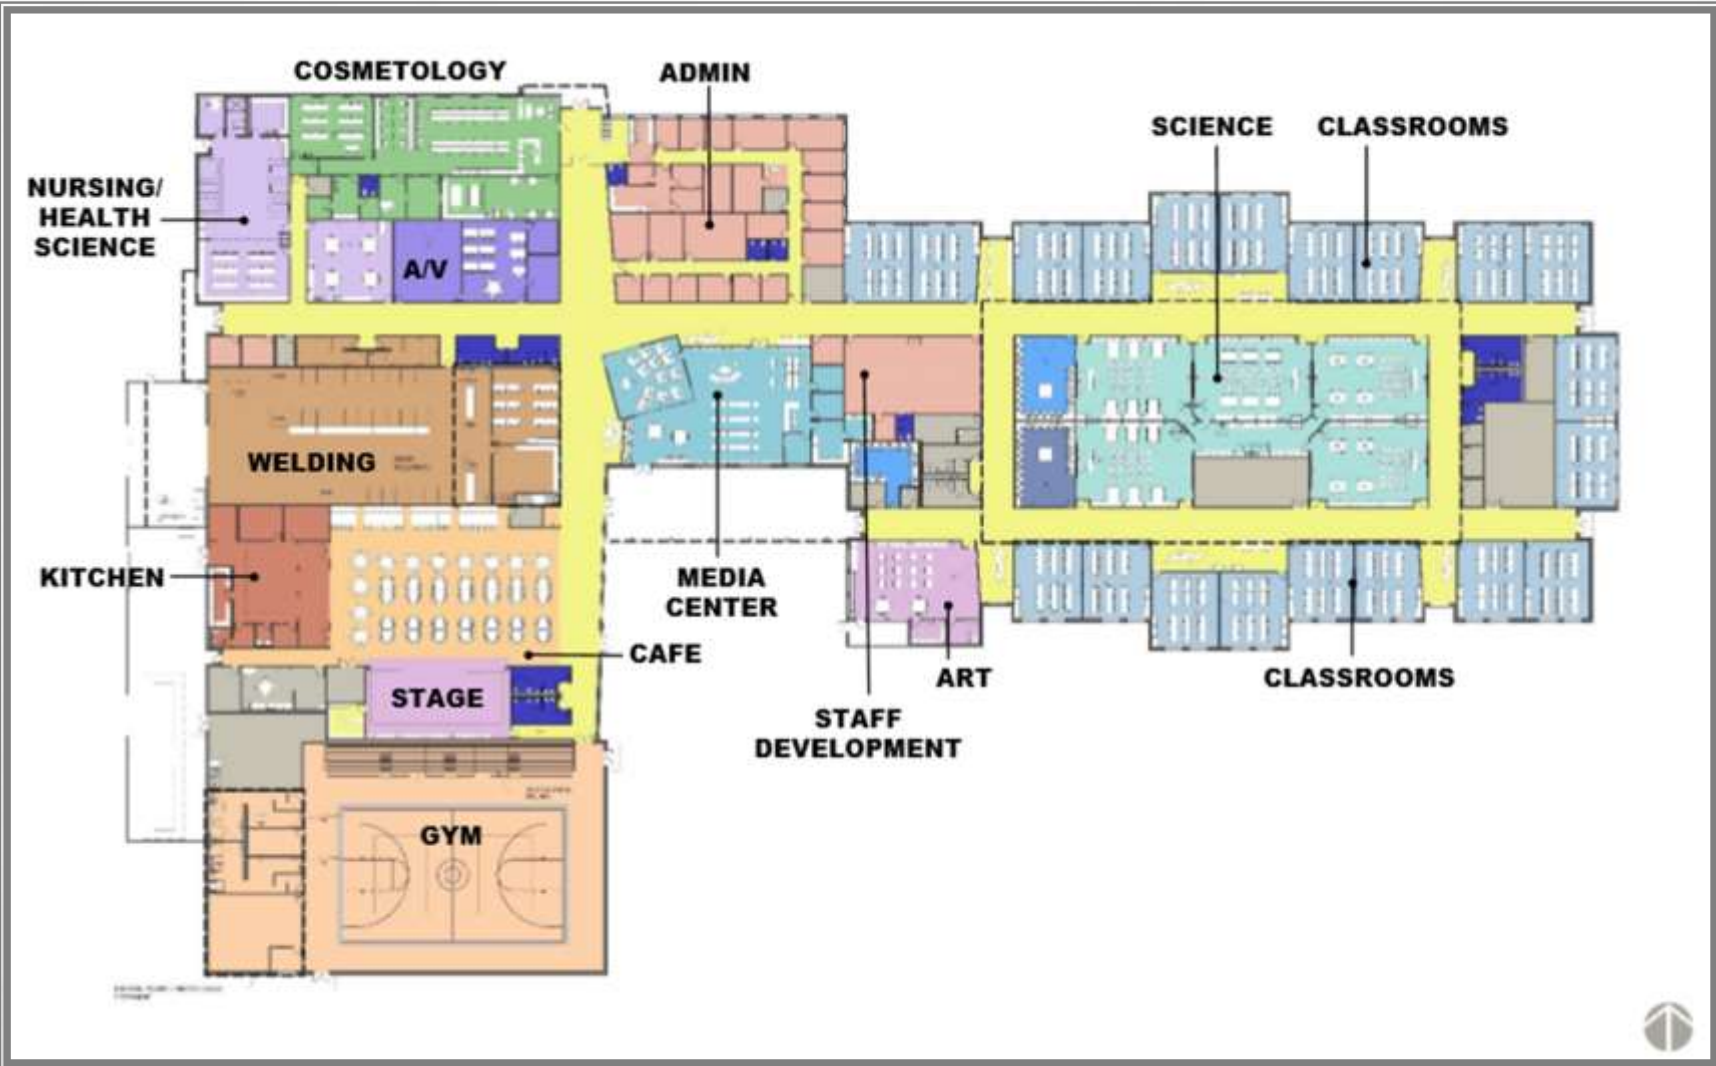 COSMETOLOGY
ADMIN
SCIENCE
CLASSROOMS
NURSING/
HEALTH
SCIENCE
A/V
WELDING
KITCHEN
MEDIA
CENTER
CAFE
STAGE
ART
CLASSROOMS
STAFF
DEVELOPMENT
GYM